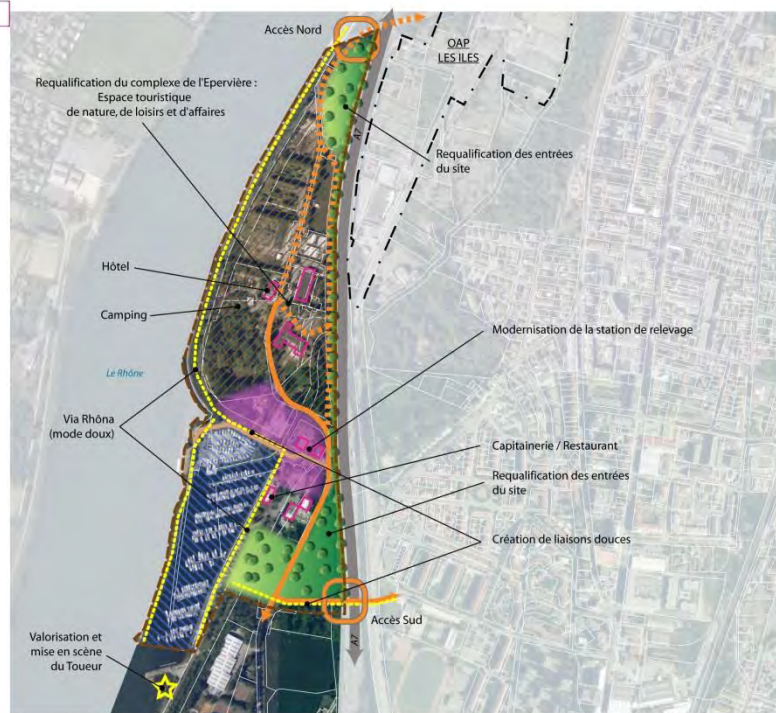 Accès Nord
OAP
LES ILES
A7
Requalification du complexe de l'Epervière :
Espace touristique
de nature, de loisirs et d'affaires
Requalification des entrées
du site
Hôtel
Camping
Modernisation de la station de relevage
Le Rhône
Via Rhôna
(mode doux)
Capitainerie / Restaurant
Requalification des entrées
du site
Création de liaisons douces
Accès Sud
A7
Valorisation et
mise en scène
du Toueur